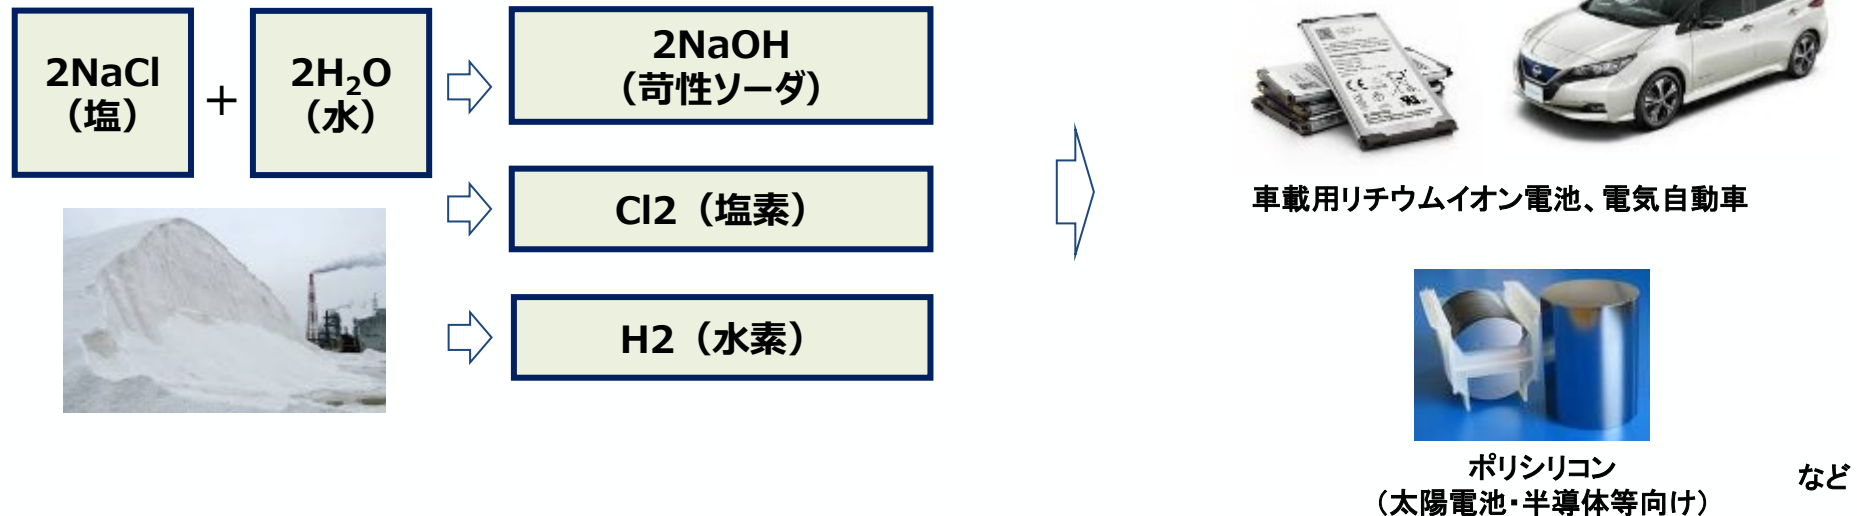 2NaCl
（塩）
+
2H₂O
（水）
2NaOH
（苛性ソーダ）
Cl2（塩素）
H2（水素）
車載用リチウムイオン電池、電気自動車
ポリシリコン
（太陽電池・半導体等向け）
など